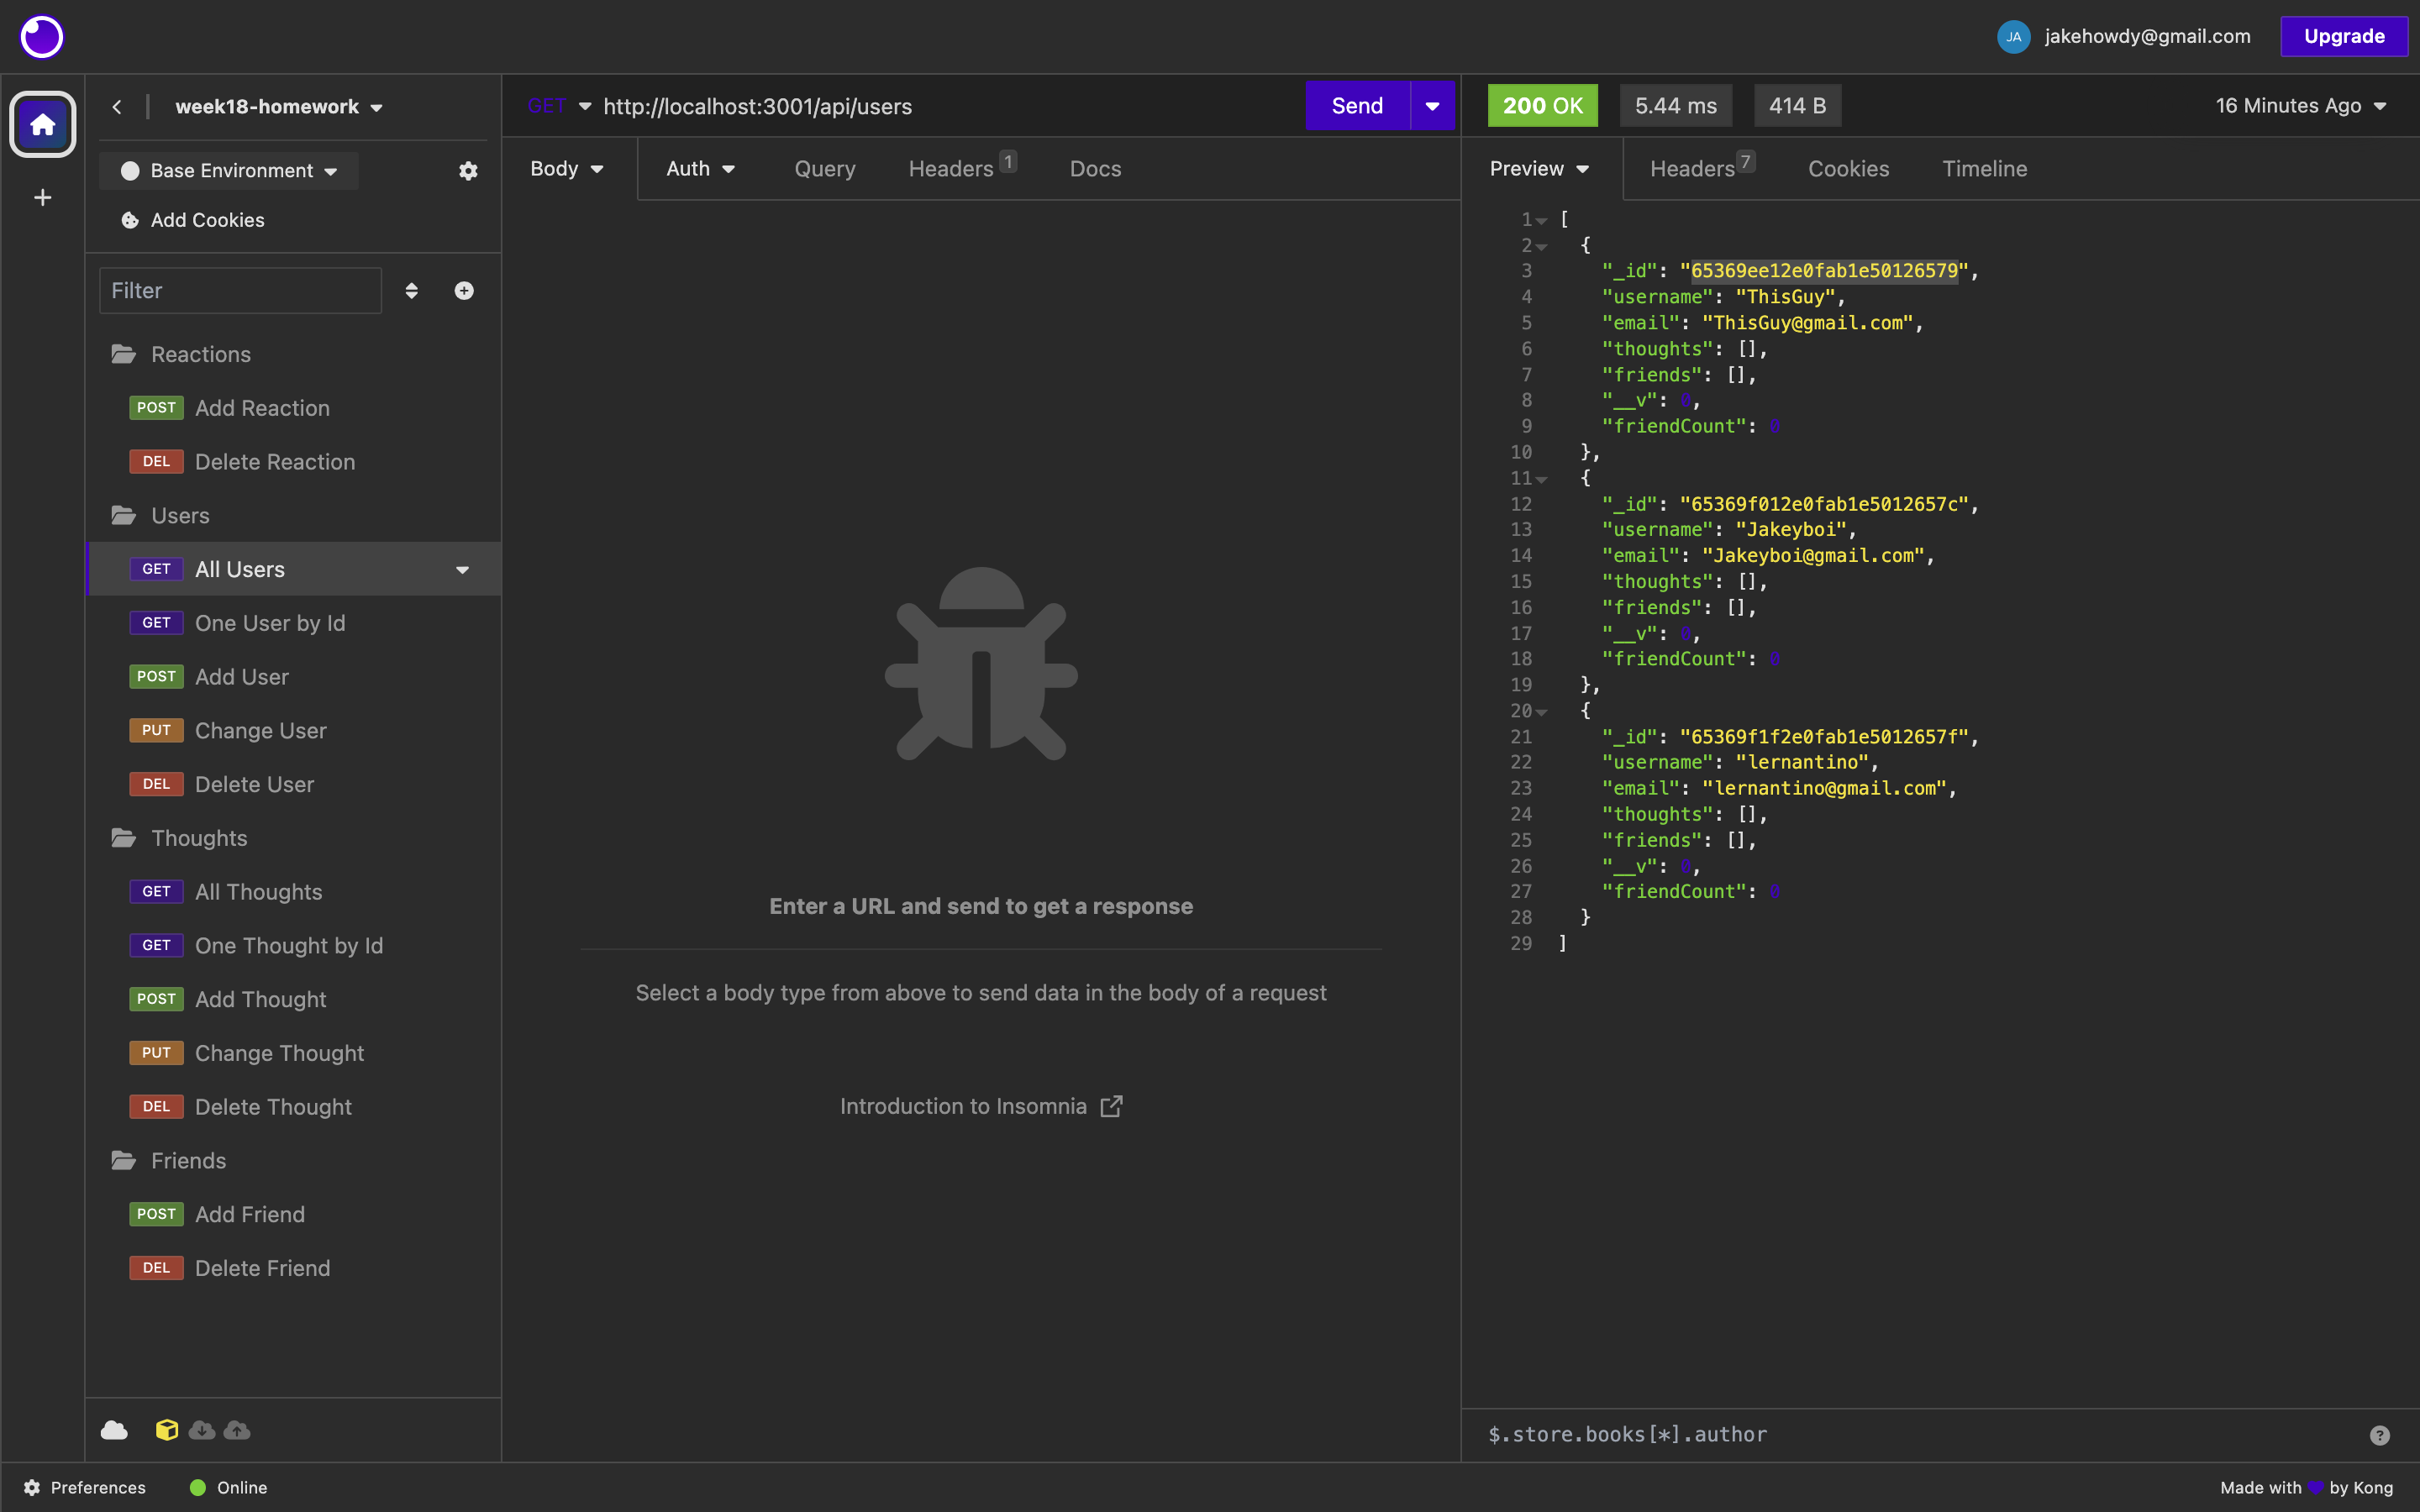 JA jakehowdy@gmail.com Upgrade
week18-homework
Base Environment
Add Cookies
Filter
Reactions
POST Add Reaction
DEL Delete Reaction
Users
GET All Users
GET One User by Id
POST Add User
PUT Change User
DEL Delete User
Thoughts
GET All Thoughts
GET One Thought by Id
POST Add Thought
PUT Change Thought
DEL Delete Thought
Friends
POST Add Friend
DEL Delete Friend
GET http://localhost:3001/api/users Send
Body Auth Query Headers 1 Docs
Enter a URL and send to get a response
Select a body type from above to send data in the body of a request
Introduction to Insomnia
200 OK 5.44 ms 414 B 16 Minutes Ago
Preview Headers 7 Cookies Timeline
1 [
2 {
3 "_id": "65369ee12e0fab1e50126579",
4 "username": "ThisGuy",
5 "email": "ThisGuy@gmail.com",
6 "thoughts": [],
7 "friends": [],
8 "__v": 0,
9 "friendCount": 0
10 },
11 {
12 "_id": "65369f012e0fab1e5012657c",
13 "username": "Jakeyboi",
14 "email": "Jakeyboi@gmail.com",
15 "thoughts": [],
16 "friends": [],
17 "__v": 0,
18 "friendCount": 0
19 },
20 {
21 "_id": "65369f1f2e0fab1e5012657f",
22 "username": "lernantino",
23 "email": "lernantino@gmail.com",
24 "thoughts": [],
25 "friends": [],
26 "__v": 0,
27 "friendCount": 0
28 }
29 ]
$.store.books[*].author
Preferences Online
Made with by Kong